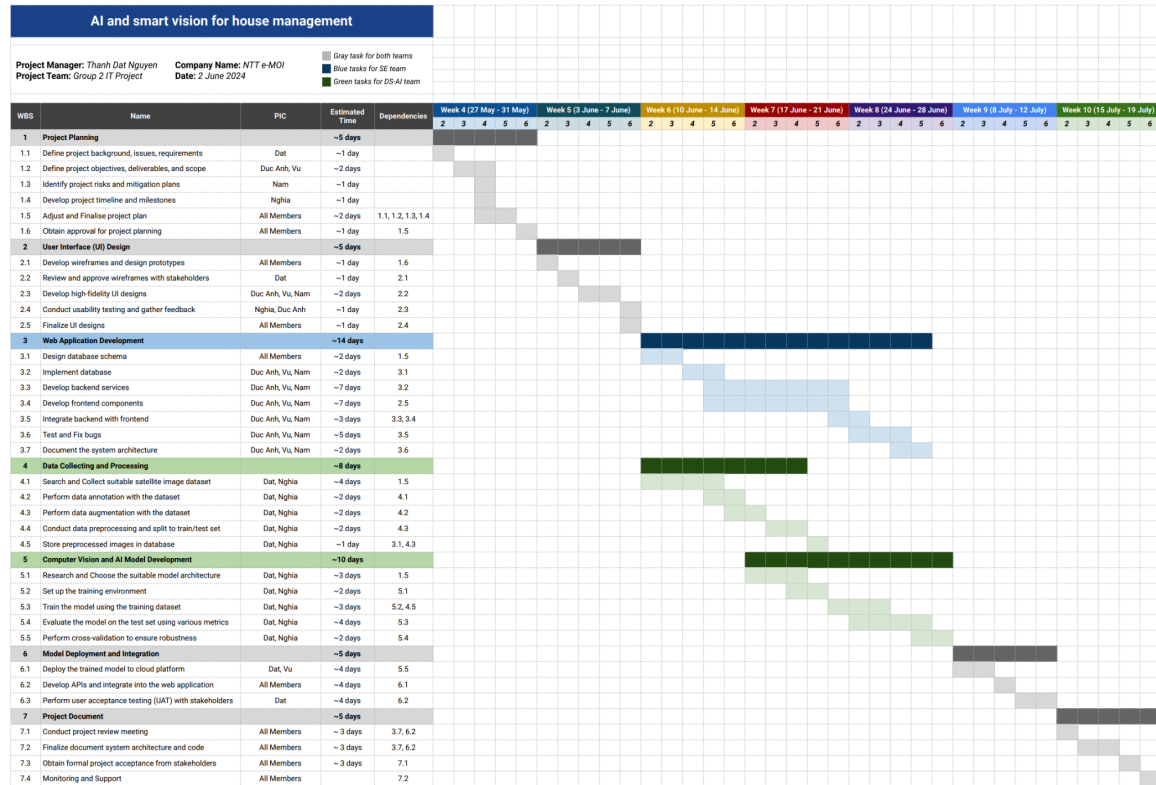 AI and smart vision for house management
Project Manager: Thanh Dat Nguyen Company Name: NTT e-MOI
Project Team: Group 2 IT Project Date: 2 June 2024
Gray task for both teams
Blue tasks for SE team
Green tasks for DS-AI team
WBS Name PIC Estimated Time Dependencies Week 4 (27 May - 31 May) Week 5 (3 June - 7 June) Week 6 (10 June - 14 June) Week 7 (17 June - 21 June) Week 8 (24 June - 28 June) Week 9 (8 July - 12 July) Week 10 (15 July - 19 July)
2 3 4 5 6 2 3 4 5 6 2 3 4 5 6 2 3 4 5 6 2 3 4 5 6 2 3 4 5 6 2 3 4 5 6
1 Project Planning ~5 days
1.1 Define project background, issues, requirements Dat ~1 day
1.2 Define project objectives, deliverables, and scope Duc Anh, Vu ~2 days
1.3 Identify project risks and mitigation plans Nam ~1 day
1.4 Develop project timeline and milestones Nghia ~1 day
1.5 Adjust and Finalise project plan All Members ~2 days 1.1, 1.2, 1.3, 1.4
1.6 Obtain approval for project planning All Members ~1 day 1.5
2 User Interface (UI) Design ~5 days
2.1 Develop wireframes and design prototypes All Members ~1 day 1.6
2.2 Review and approve wireframes with stakeholders Dat ~1 day 2.1
2.3 Develop high-fidelity UI designs Duc Anh, Vu, Nam ~2 days 2.2
2.4 Conduct usability testing and gather feedback Nghia, Duc Anh ~1 day 2.3
2.5 Finalize UI designs All Members ~1 day 2.4
3 Web Application Development ~14 days
3.1 Design database schema All Members ~2 days 1.5
3.2 Implement database Duc Anh, Vu, Nam ~2 days 3.1
3.3 Develop backend services Duc Anh, Vu, Nam ~7 days 3.2
3.4 Develop frontend components Duc Anh, Vu, Nam ~7 days 2.5
3.5 Integrate backend with frontend Duc Anh, Vu, Nam ~3 days 3.3, 3.4
3.6 Test and Fix bugs Duc Anh, Vu, Nam ~5 days 3.5
3.7 Document the system architecture Duc Anh, Vu, Nam ~2 days 3.6
4 Data Collecting and Processing ~8 days
4.1 Search and Collect suitable satellite image dataset Dat, Nghia ~4 days 1.5
4.2 Perform data annotation with the dataset Dat, Nghia ~2 days 4.1
4.3 Perform data augmentation with the dataset Dat, Nghia ~2 days 4.2
4.4 Conduct data preprocessing and split to train/test set Dat, Nghia ~2 days 4.3
4.5 Store preprocessed images in database Dat, Nghia ~1 day 3.1, 4.3
5 Computer Vision and AI Model Development ~10 days
5.1 Research and Choose the suitable model architecture Dat, Nghia ~3 days 1.5
5.2 Set up the training environment Dat, Nghia ~2 days 5.1
5.3 Train the model using the training dataset Dat, Nghia ~3 days 5.2, 4.5
5.4 Evaluate the model on the test set using various metrics Dat, Nghia ~4 days 5.3
5.5 Perform cross-validation to ensure robustness Dat, Nghia ~2 days 5.4
6 Model Deployment and Integration ~5 days
6.1 Deploy the trained model to cloud platform Dat, Vu ~4 days 5.5
6.2 Develop APIs and integrate into the web application All Members ~4 days 6.1
6.3 Perform user acceptance testing (UAT) with stakeholders Dat ~4 days 6.2
7 Project Document ~5 days
7.1 Conduct project review meeting All Members ~ 3 days 3.7, 6.2
7.2 Finalize document system architecture and code All Members ~ 3 days 3.7, 6.2
7.3 Obtain formal project acceptance from stakeholders All Members ~ 3 days 7.1
7.4 Monitoring and Support All Members 7.2